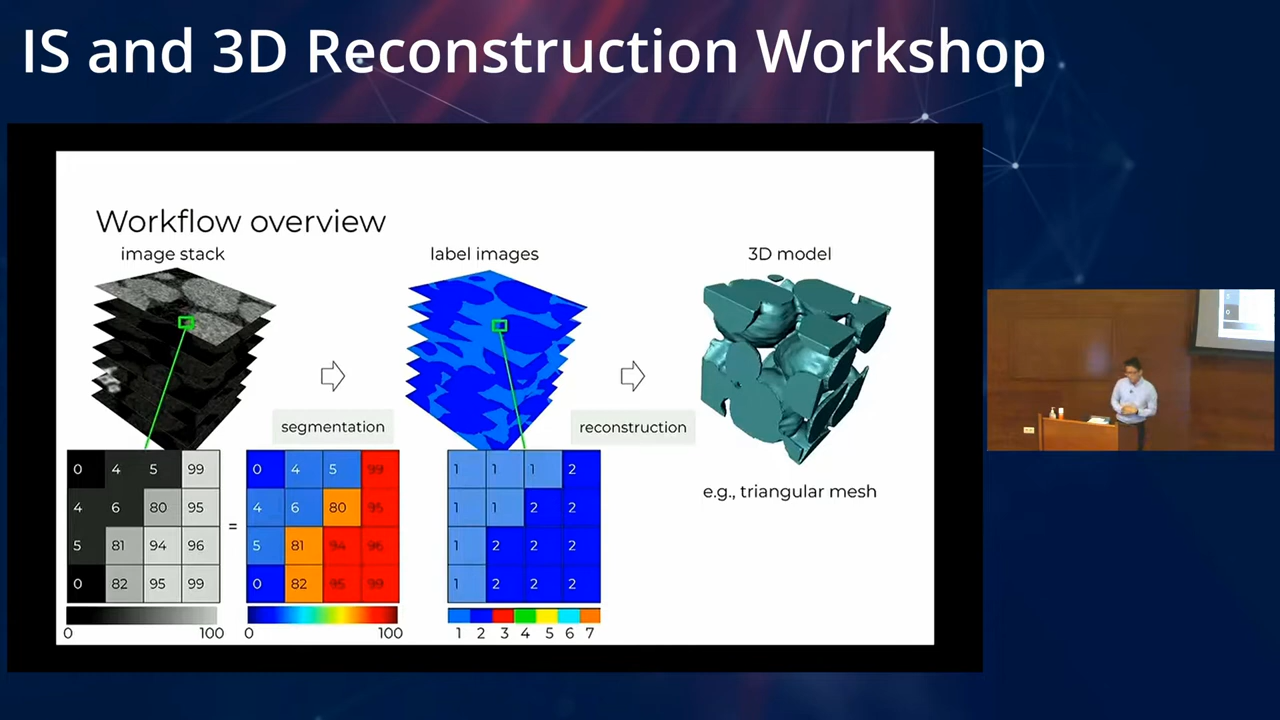 IS and 3D Reconstruction Workshop
Workflow overview
image stack
label images
3D model
segmentation
reconstruction
e.g., triangular mesh
0 4 5 99
4 6 80 95
5 81 94 96
0 82 95 99
0 100
=
0 4 5 99
4 6 80 95
5 81 94 96
0 82 95 99
0 100
1 1 1 2
1 1 2 2
1 2 2 2
1 2 2 2
1 2 3 4 5 6 7